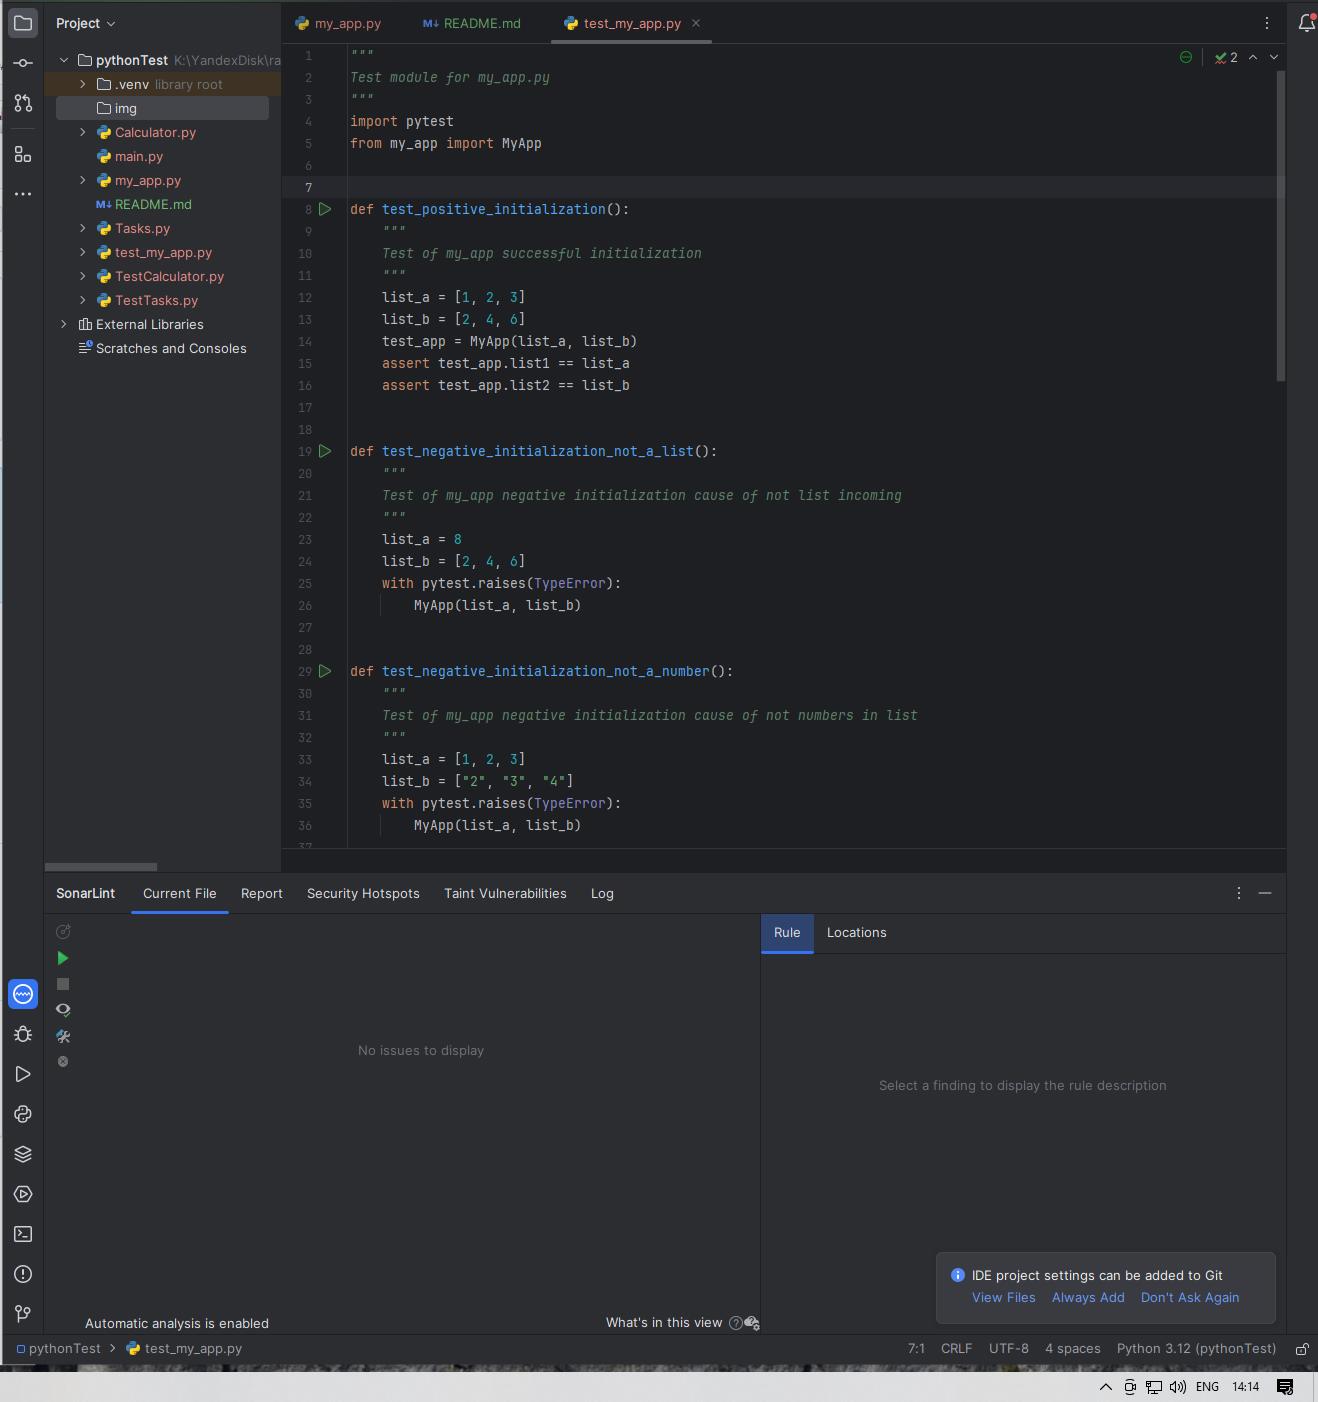 Project
my_app.py
README.md
test_my_app.py
pythonTest K:\YandexDisk\ra
.venv library root
img
Calculator.py
main.py
my_app.py
M↓ README.md
Tasks.py
test_my_app.py
TestCalculator.py
TestTasks.py
External Libraries
Scratches and Consoles
2
1 """
2 Test module for my_app.py
3 """
4 import pytest
5 from my_app import MyApp
6
7
8 def test_positive_initialization():
9 """
10 Test of my_app successful initialization
11 """
12 list_a = [1, 2, 3]
13 list_b = [2, 4, 6]
14 test_app = MyApp(list_a, list_b)
15 assert test_app.list1 == list_a
16 assert test_app.list2 == list_b
17
18
19 def test_negative_initialization_not_a_list():
20 """
21 Test of my_app negative initialization cause of not list incoming
22 """
23 list_a = 8
24 list_b = [2, 4, 6]
25 with pytest.raises(TypeError):
26 MyApp(list_a, list_b)
27
28
29 def test_negative_initialization_not_a_number():
30 """
31 Test of my_app negative initialization cause of not numbers in list
32 """
33 list_a = [1, 2, 3]
34 list_b = ["2", "3", "4"]
35 with pytest.raises(TypeError):
36 MyApp(list_a, list_b)
37
SonarLint Current File Report Security Hotspots Taint Vulnerabilities Log
Rule Locations
No issues to display
Select a finding to display the rule description
IDE project settings can be added to Git
View Files Always Add Don't Ask Again
Automatic analysis is enabled
What's in this view
pythonTest > test_my_app.py
7:1 CRLF UTF-8 4 spaces Python 3.12 (pythonTest)
ENG 14:14